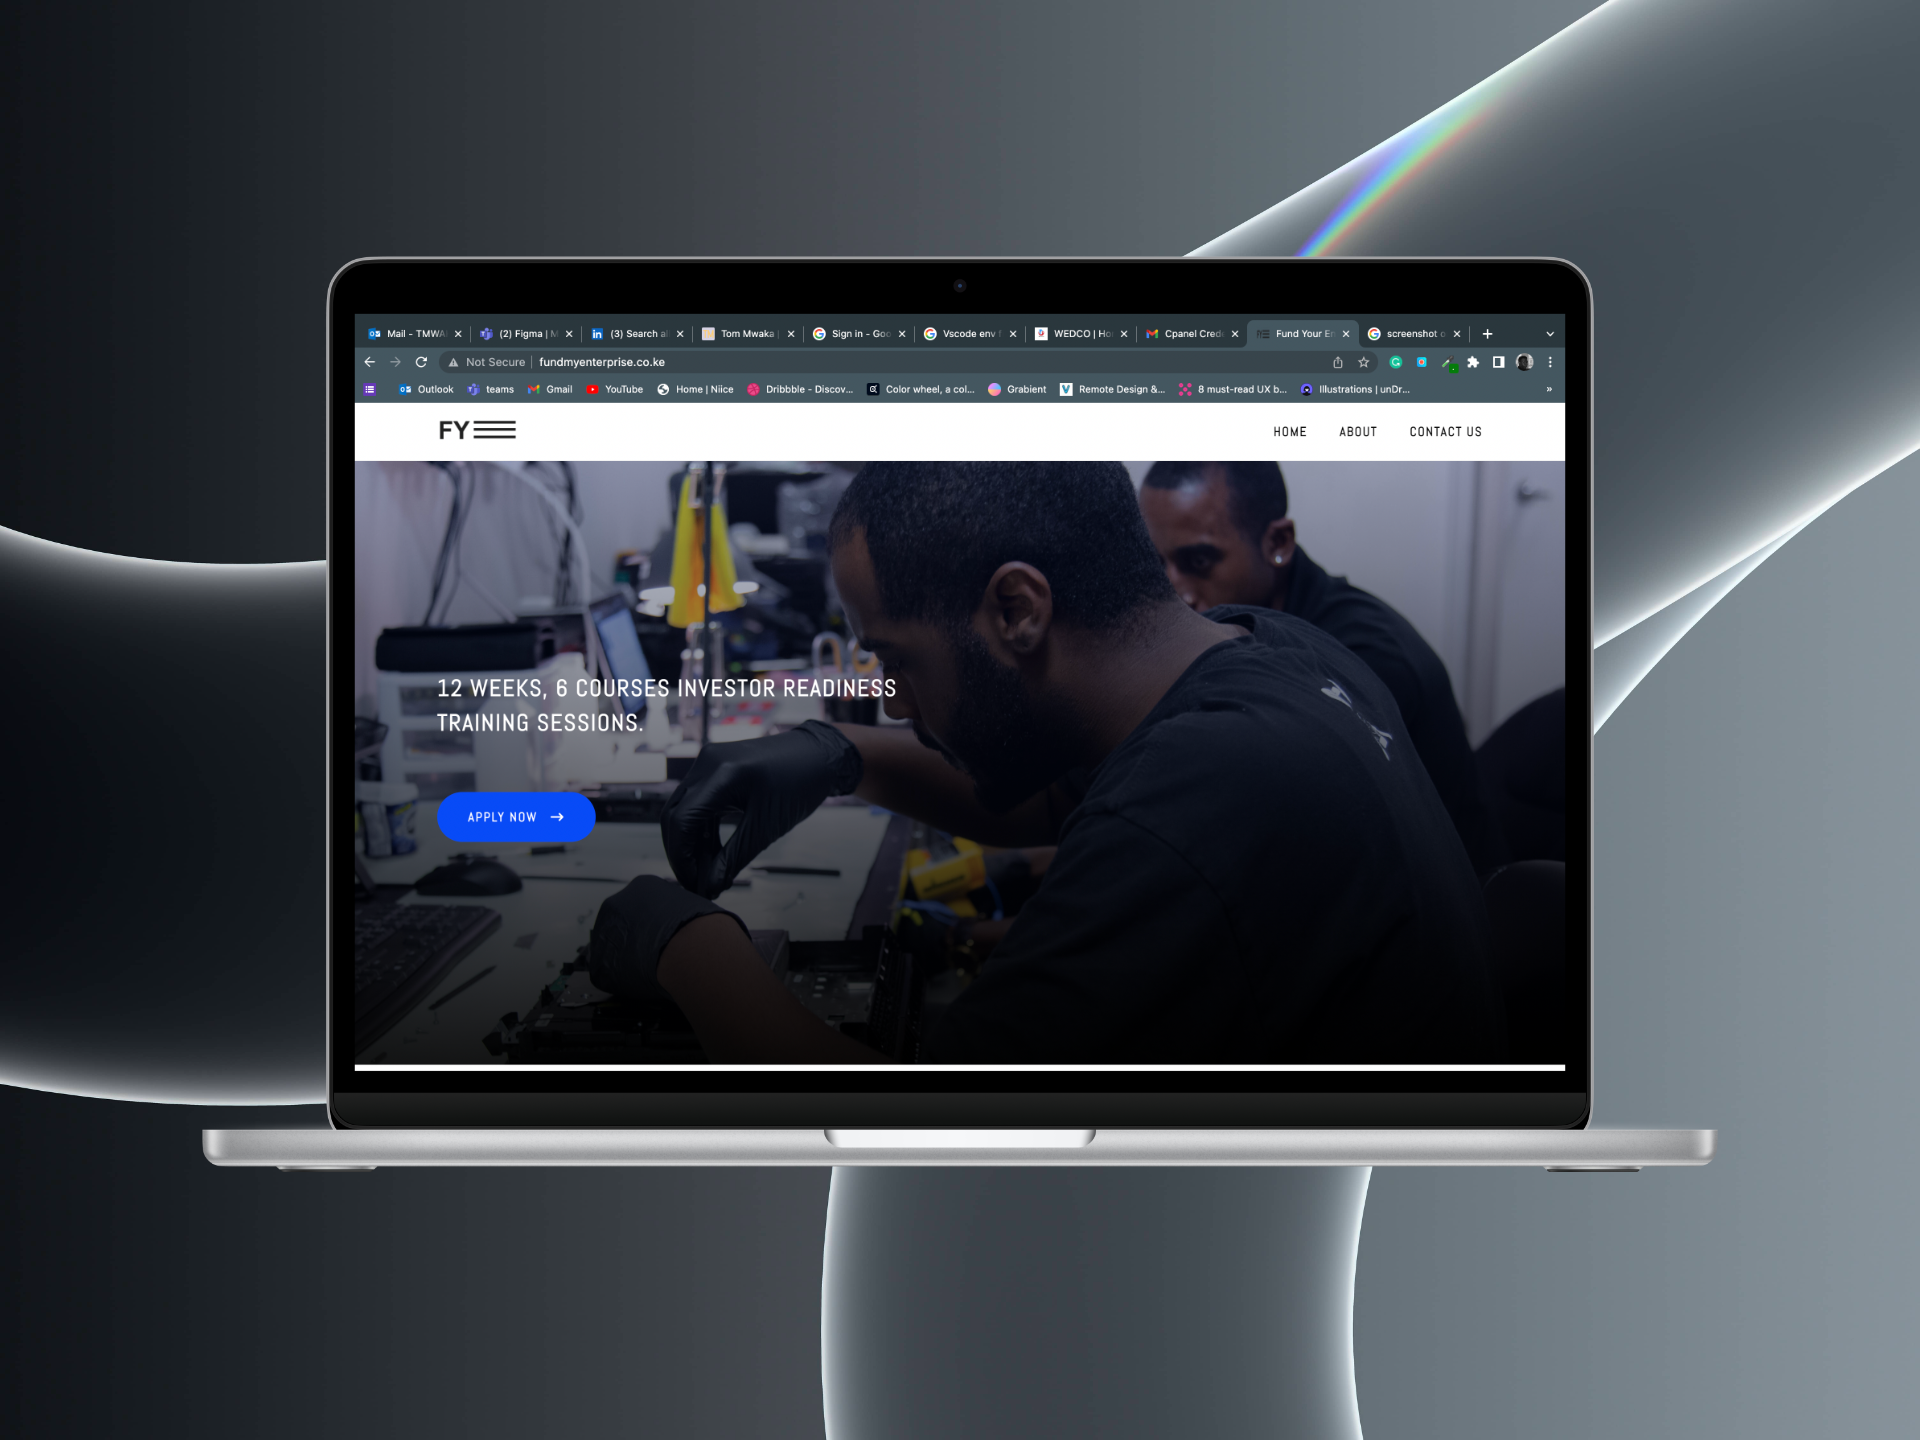 Mail - TMWA
(2) Figma | M
(3) Search a
Tom Mwaka
Sign in - Goo
Vscode env f
WEDCO | Ho
Cpanel Cred
Fund Your En
screenshot o
Not Secure
fundmyenterprise.co.ke
Outlook
teams
Gmail
YouTube
Home | Niice
Dribbble - Discov...
Color wheel, a col...
Grabient
Remote Design &...
8 must-read UX b...
Illustrations | unDr...
FY
HOME
ABOUT
CONTACT US
12 WEEKS, 6 COURSES INVESTOR READINESS
TRAINING SESSIONS.
APPLY NOW